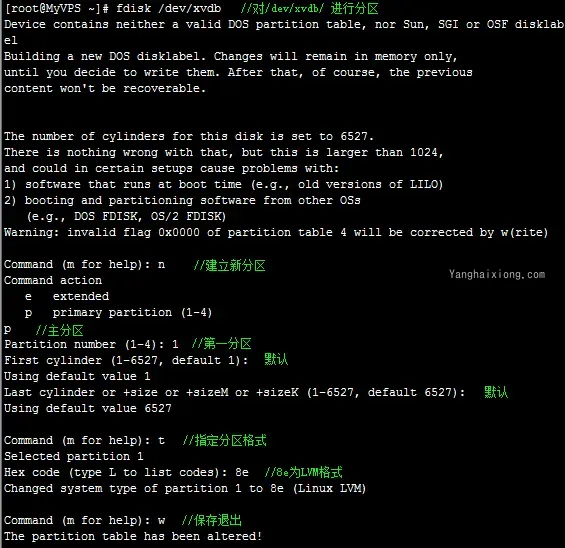 [root@MyVPS ~]# fdisk /dev/xvdb   //对/dev/xvdb/ 进行分区
Device contains neither a valid DOS partition table, nor Sun, SGI or OSF disklab
el
Building a new DOS disklabel. Changes will remain in memory only,
until you decide to write them. After that, of course, the previous
content won't be recoverable.
The number of cylinders for this disk is set to 6527.
There is nothing wrong with that, but this is larger than 1024,
and could in certain setups cause problems with:
1) software that runs at boot time (e.g., old versions of LILO)
2) booting and partitioning software from other OSs
   (e.g., DOS FDISK, OS/2 FDISK)
Warning: invalid flag 0x0000 of partition table 4 will be corrected by w(rite)
Command (m for help): n   //建立新分区
Yanghaixiong.com
Command action
   e   extended
   p   primary partition (1-4)
p   //主分区
Partition number (1-4): 1   //第一分区
First cylinder (1-6527, default 1):   默认
Using default value 1
Last cylinder or +size or +sizeM or +sizeK (1-6527, default 6527):   默认
Using default value 6527
Command (m for help): t   //指定分区格式
Selected partition 1
Hex code (type L to list codes): 8e   //8e为LVM格式
Changed system type of partition 1 to 8e (Linux LVM)
Command (m for help): w   //保存退出
The partition table has been altered!